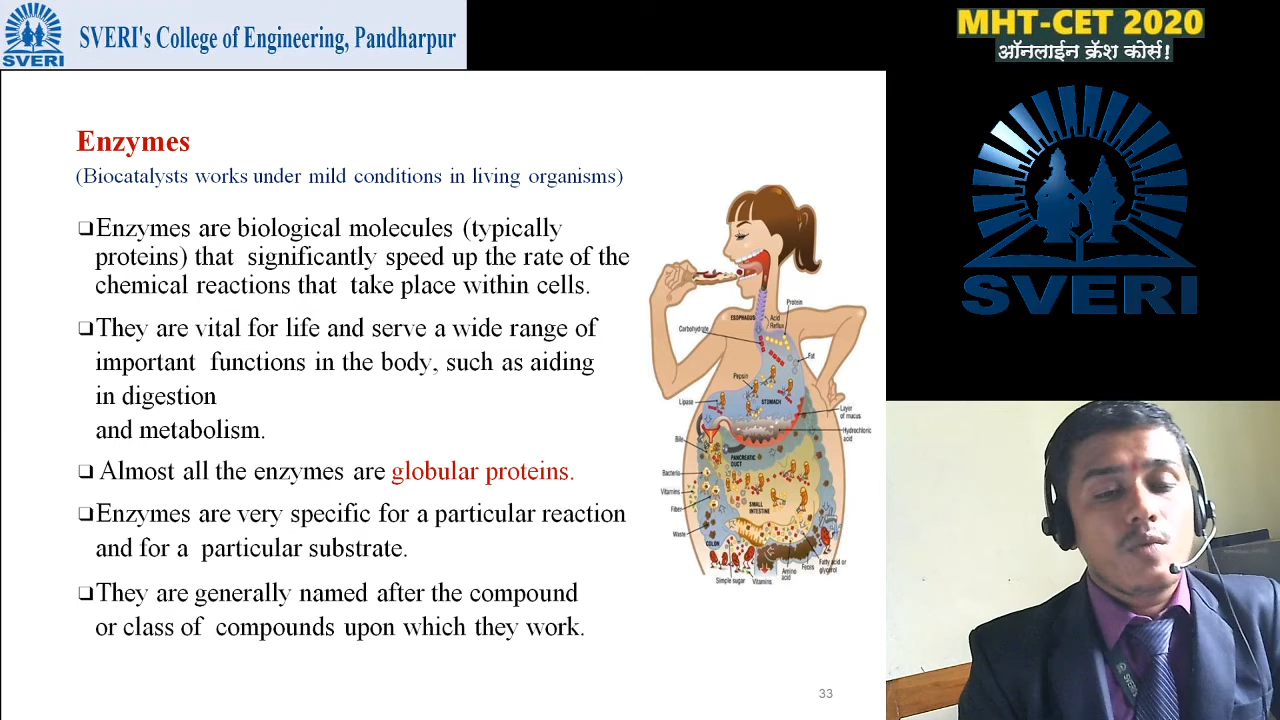 SVERI's College of Engineering, Pandharpur
SVERI
MHT-CET 2020
ऑनलाईन क्रॅश कोर्स!
SVERI
Enzymes
(Biocatalysts works under mild conditions in living organisms)
❑Enzymes are biological molecules (typically
proteins) that significantly speed up the rate of the
chemical reactions that take place within cells.
❑They are vital for life and serve a wide range of
important functions in the body, such as aiding
in digestion
and metabolism.
❑ Almost all the enzymes are globular proteins.
❑Enzymes are very specific for a particular reaction
and for a particular substrate.
❑They are generally named after the compound
or class of compounds upon which they work.
Protein
ESOPHAGUS
Acid
Reflux
Carbohydrate
Fat
Pepsin
Lipase
STOMACH
Layer
of mucus
Hydrochloric
acid
Bile
PANCREATIC
DUCT
Bacteria
Vitamins
SMALL
INTESTINE
Fiber
Waste
COLON
Simple sugar
Vitamins
Amino
acid
Feces
Fatty acid or
glycerol
33
SVERI